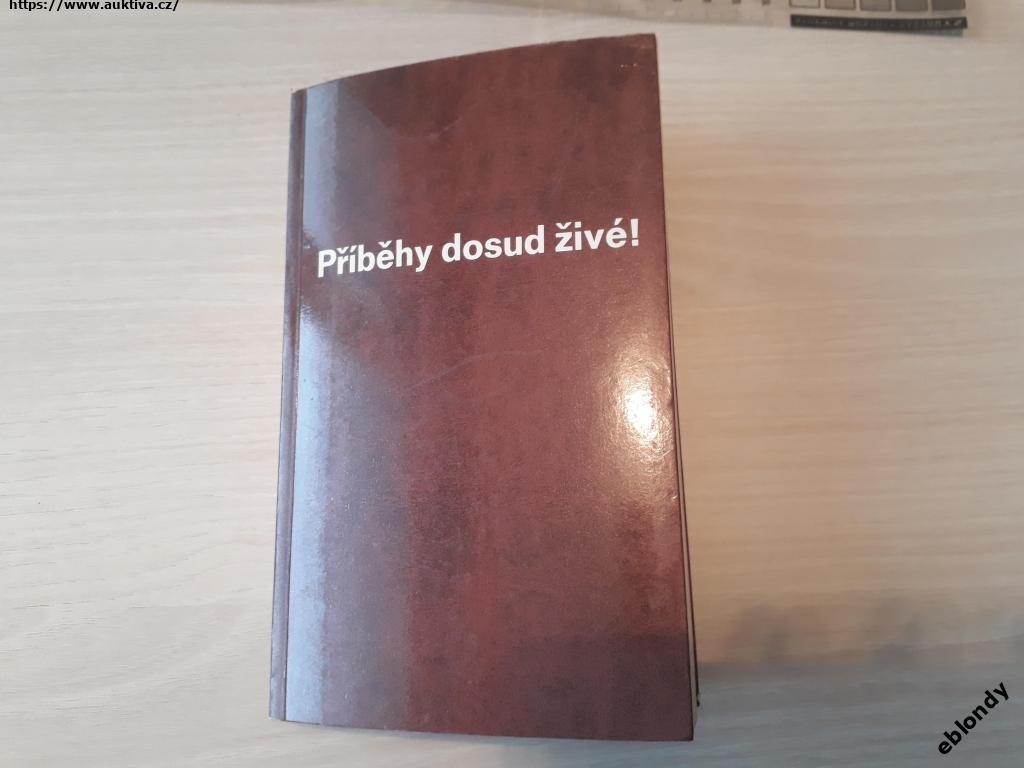 https://www.auktiva.cz/
Příběhy dosud živé!
eblondy